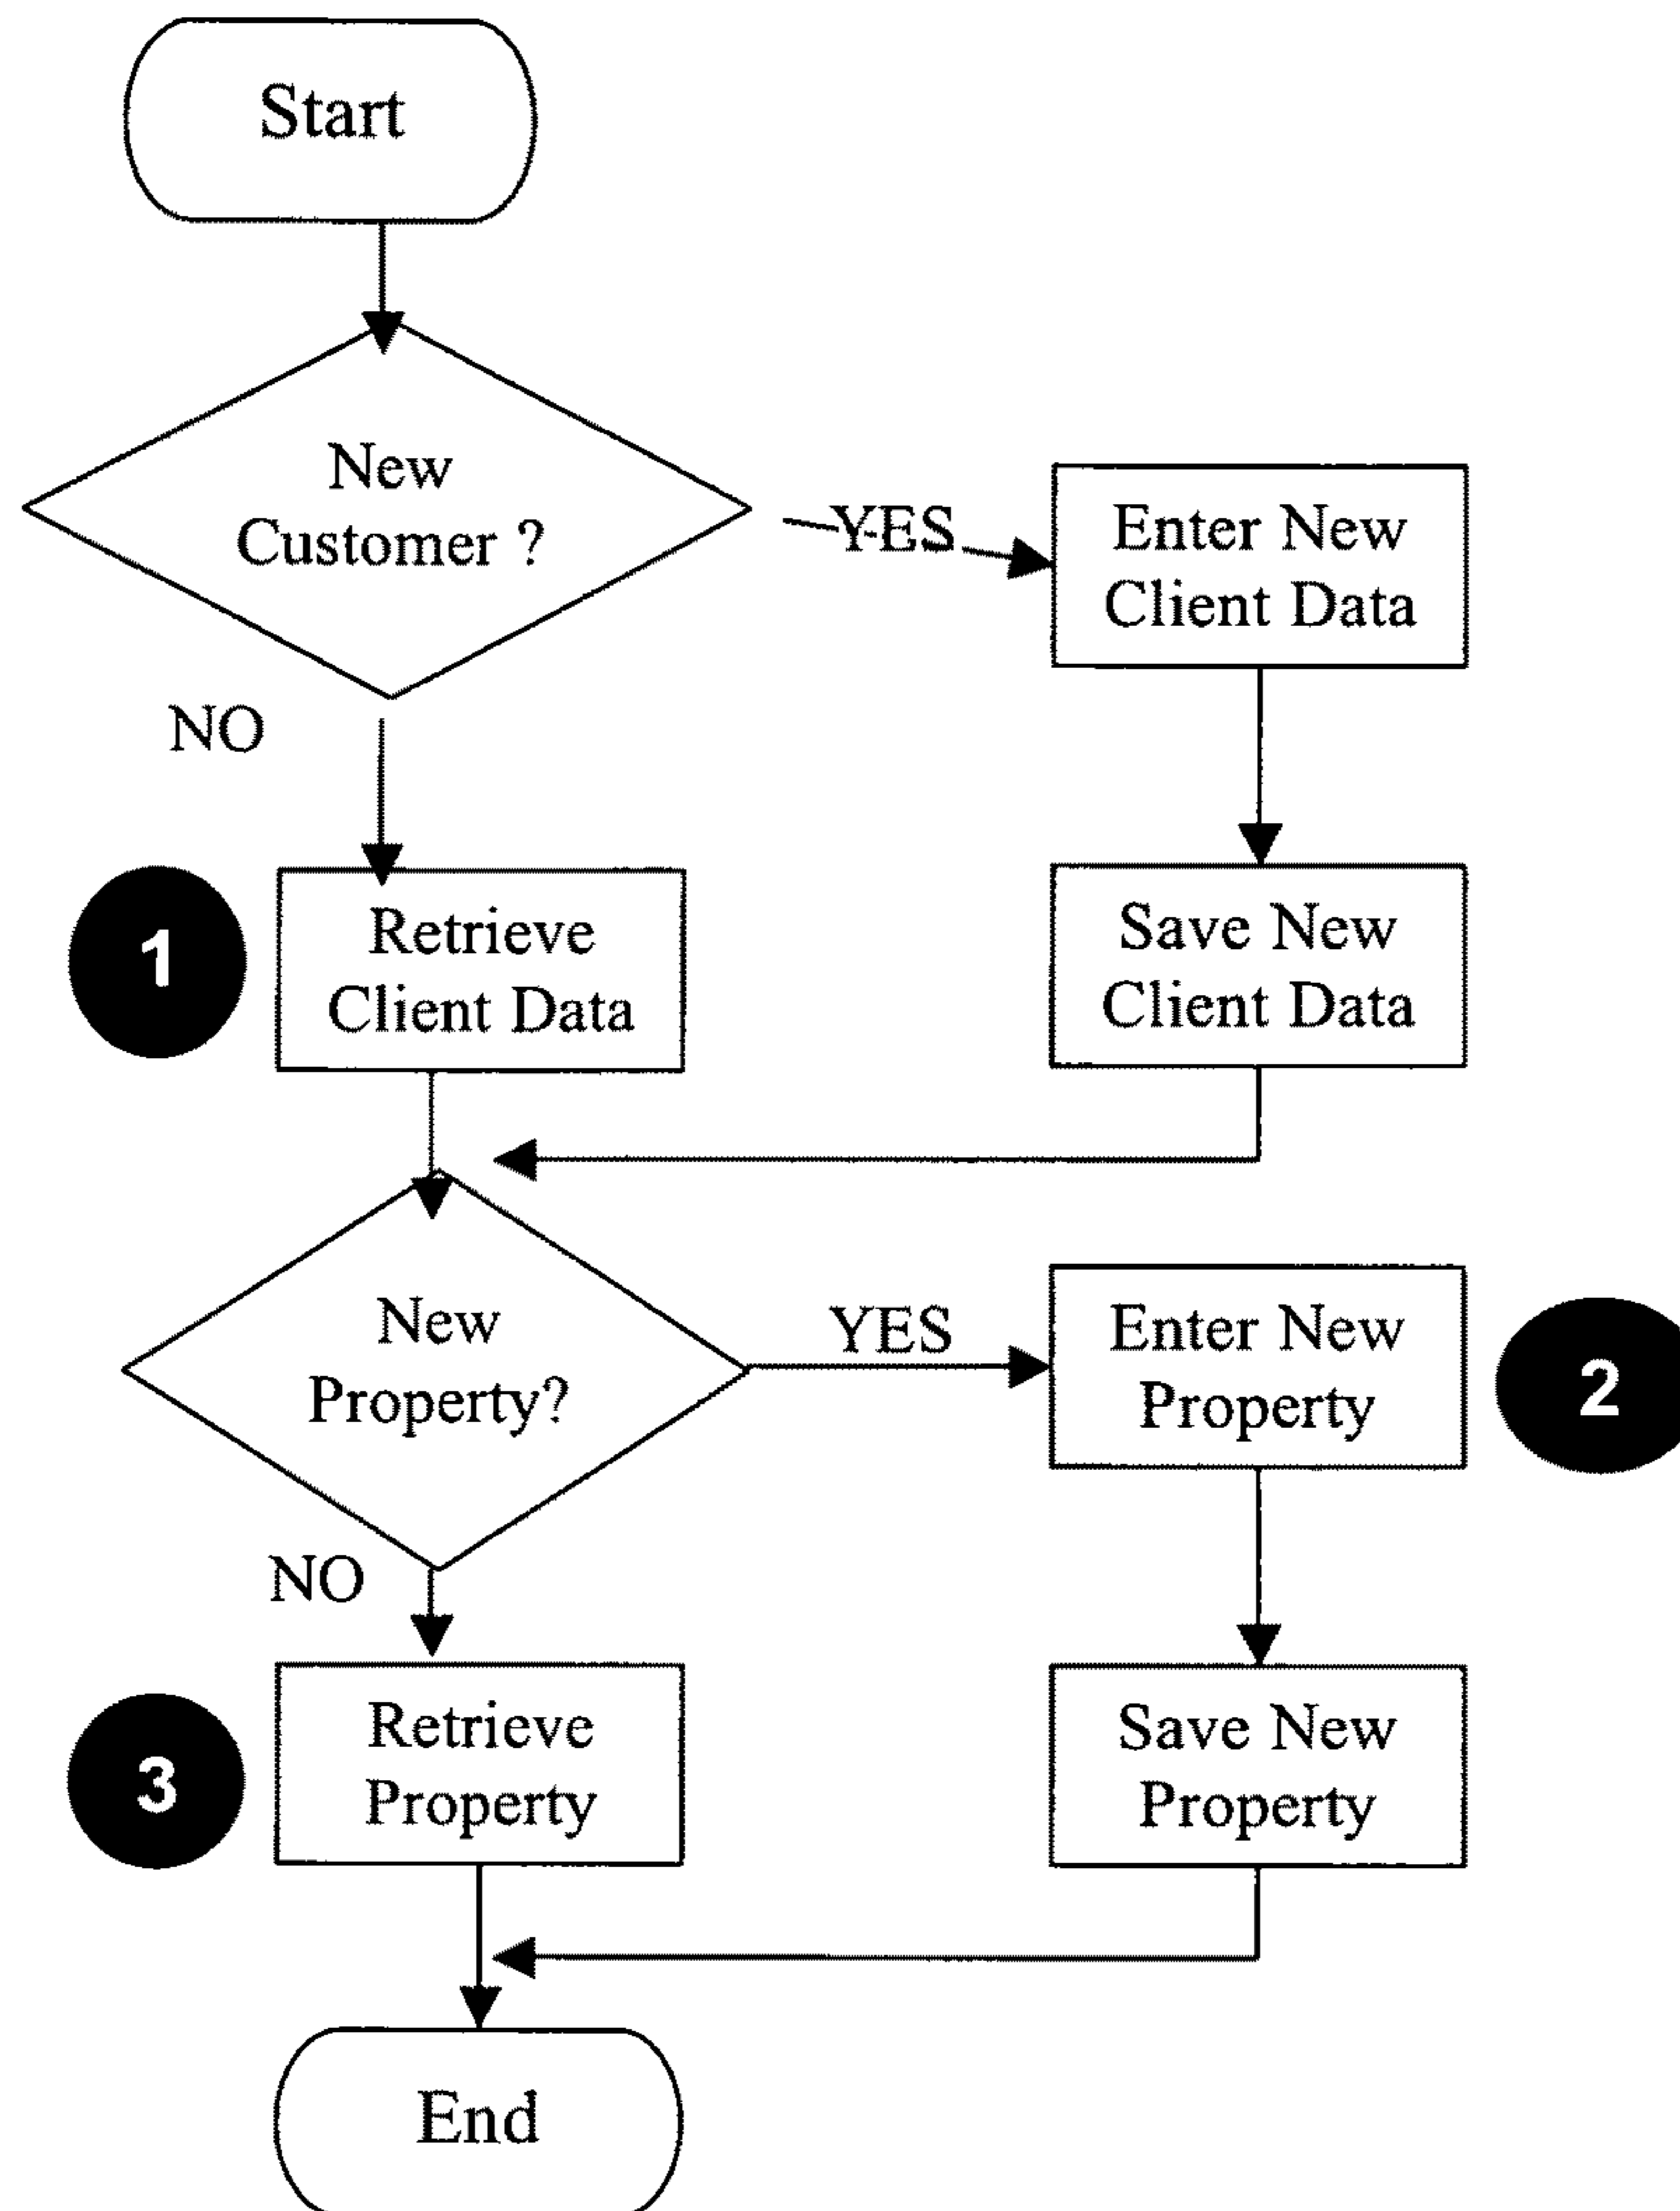 Start
New
Customer ?
YES
Enter New
Client Data
NO
1
Retrieve
Client Data
Save New
Client Data
New
Property?
YES
Enter New
Property
2
NO
3
Retrieve
Property
Save New
Property
End